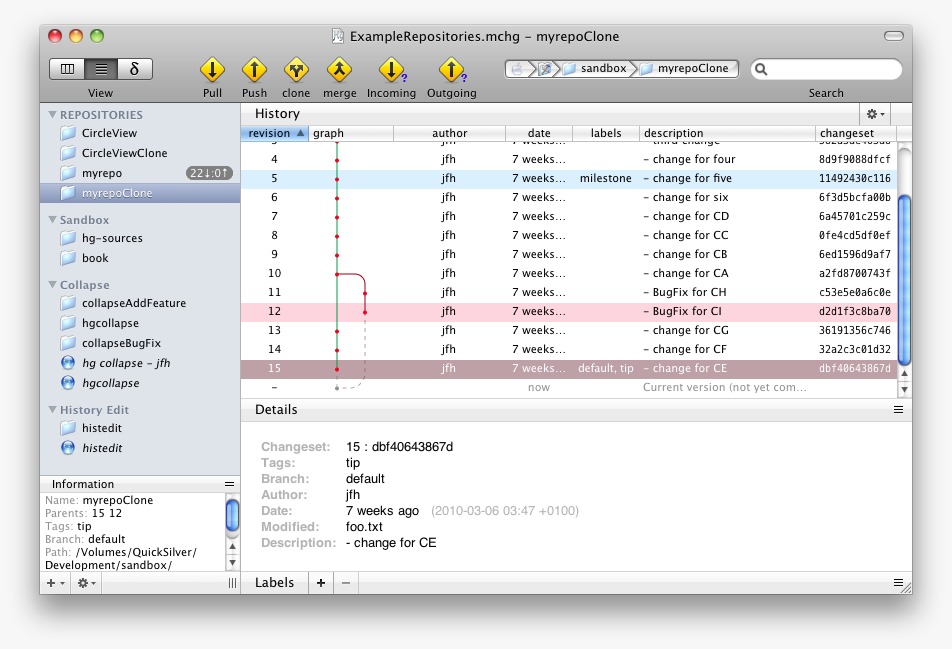 ExampleRepositories.mchg – myrepoClone
View
δ
Pull
Push
clone
merge
Incoming
Outgoing
sandbox
myrepoClone
Search
REPOSITORIES
CircleView
CircleViewClone
myrepo 22↓:0↑
myrepoClone
Sandbox
hg-sources
book
Collapse
collapseAddFeature
hgcollapse
collapseBugFix
hg collapse - jfh
hgcollapse
History Edit
histedit
histedit
Information
Name: myrepoClone
Parents: 15 12
Tags: tip
Branch: default
Path: /Volumes/QuickSilver/
Development/sandbox/
History
revision graph author date labels description changeset
4 jfh 7 weeks... – change for four 8d9f9088dfcf
5 jfh 7 weeks... milestone – change for five 11492430c116
6 jfh 7 weeks... – change for six 6f3d5bcfa00b
7 jfh 7 weeks... – change for CD 6a45701c259c
8 jfh 7 weeks... – change for CC 0fe4cd5df0ef
9 jfh 7 weeks... – change for CB 6ed1596d9af7
10 jfh 7 weeks... – change for CA a2fd8700743f
11 jfh 7 weeks... – BugFix for CH c53e5e0a6c0e
12 jfh 7 weeks... – BugFix for CI d2d1f3c8ba70
13 jfh 7 weeks... – change for CG 36191356c746
14 jfh 7 weeks... – change for CF 32a2c3c01d32
15 jfh 7 weeks... default, tip – change for CE dbf40643867d
– now Current version (not yet com...
Details
Changeset: 15 : dbf40643867d
Tags: tip
Branch: default
Author: jfh
Date: 7 weeks ago (2010-03-06 03:47 +0100)
Modified: foo.txt
Description: - change for CE
Labels + −